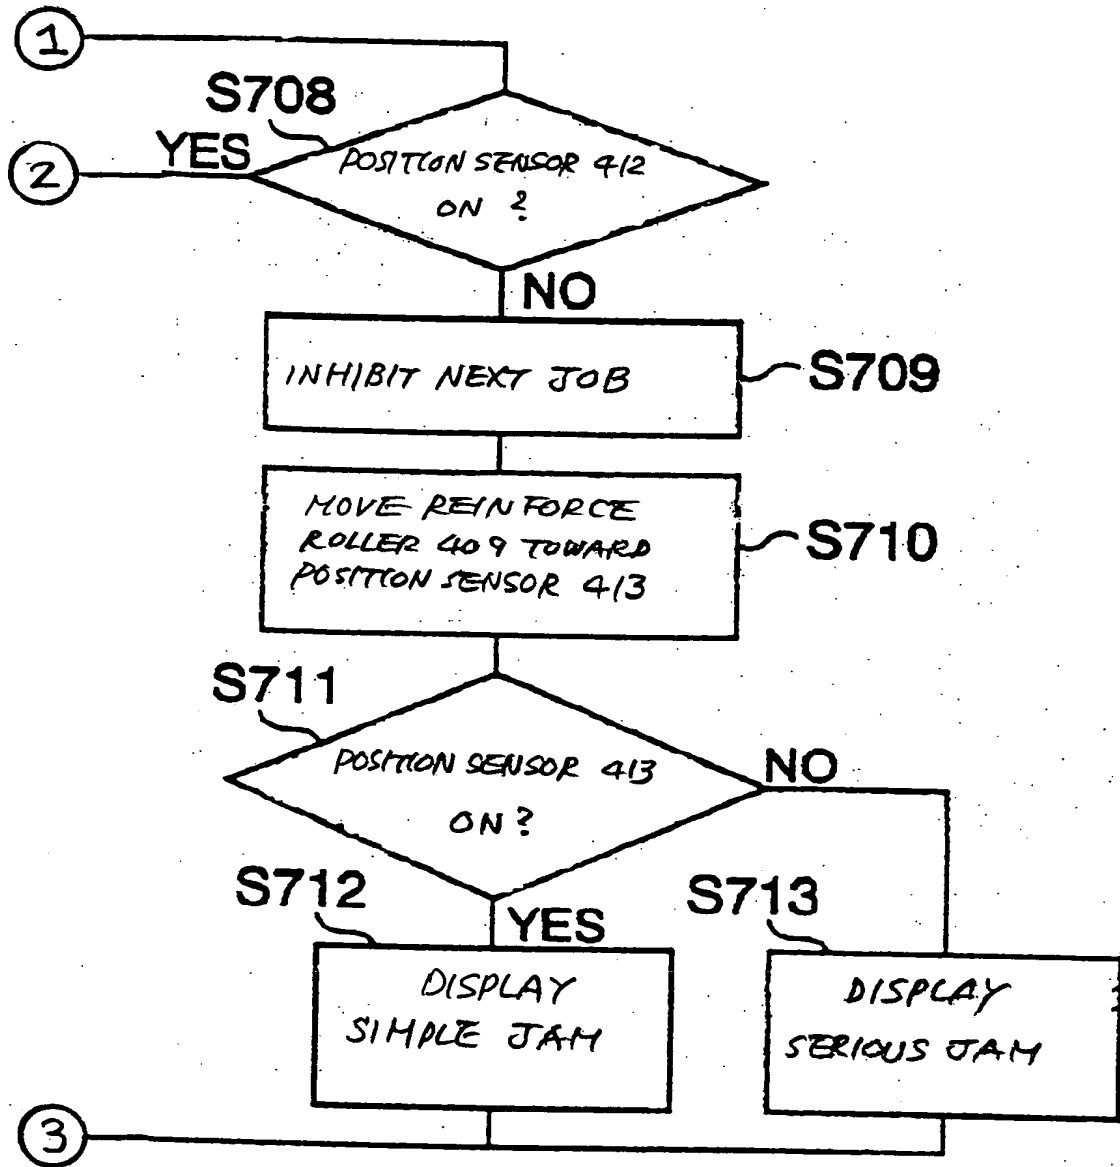 1
S708
YES
2
POSITION SENSOR 412
ON ?
NO
INHIBIT NEXT JOB
S709
MOVE REINFORCE
ROLLER 409 TOWARD
POSITION SENSOR 413
S710
S711
POSITION SENSOR 413
ON ?
NO
S712
YES
S713
DISPLAY
SIMPLE JAM
DISPLAY
SERIOUS JAM
3